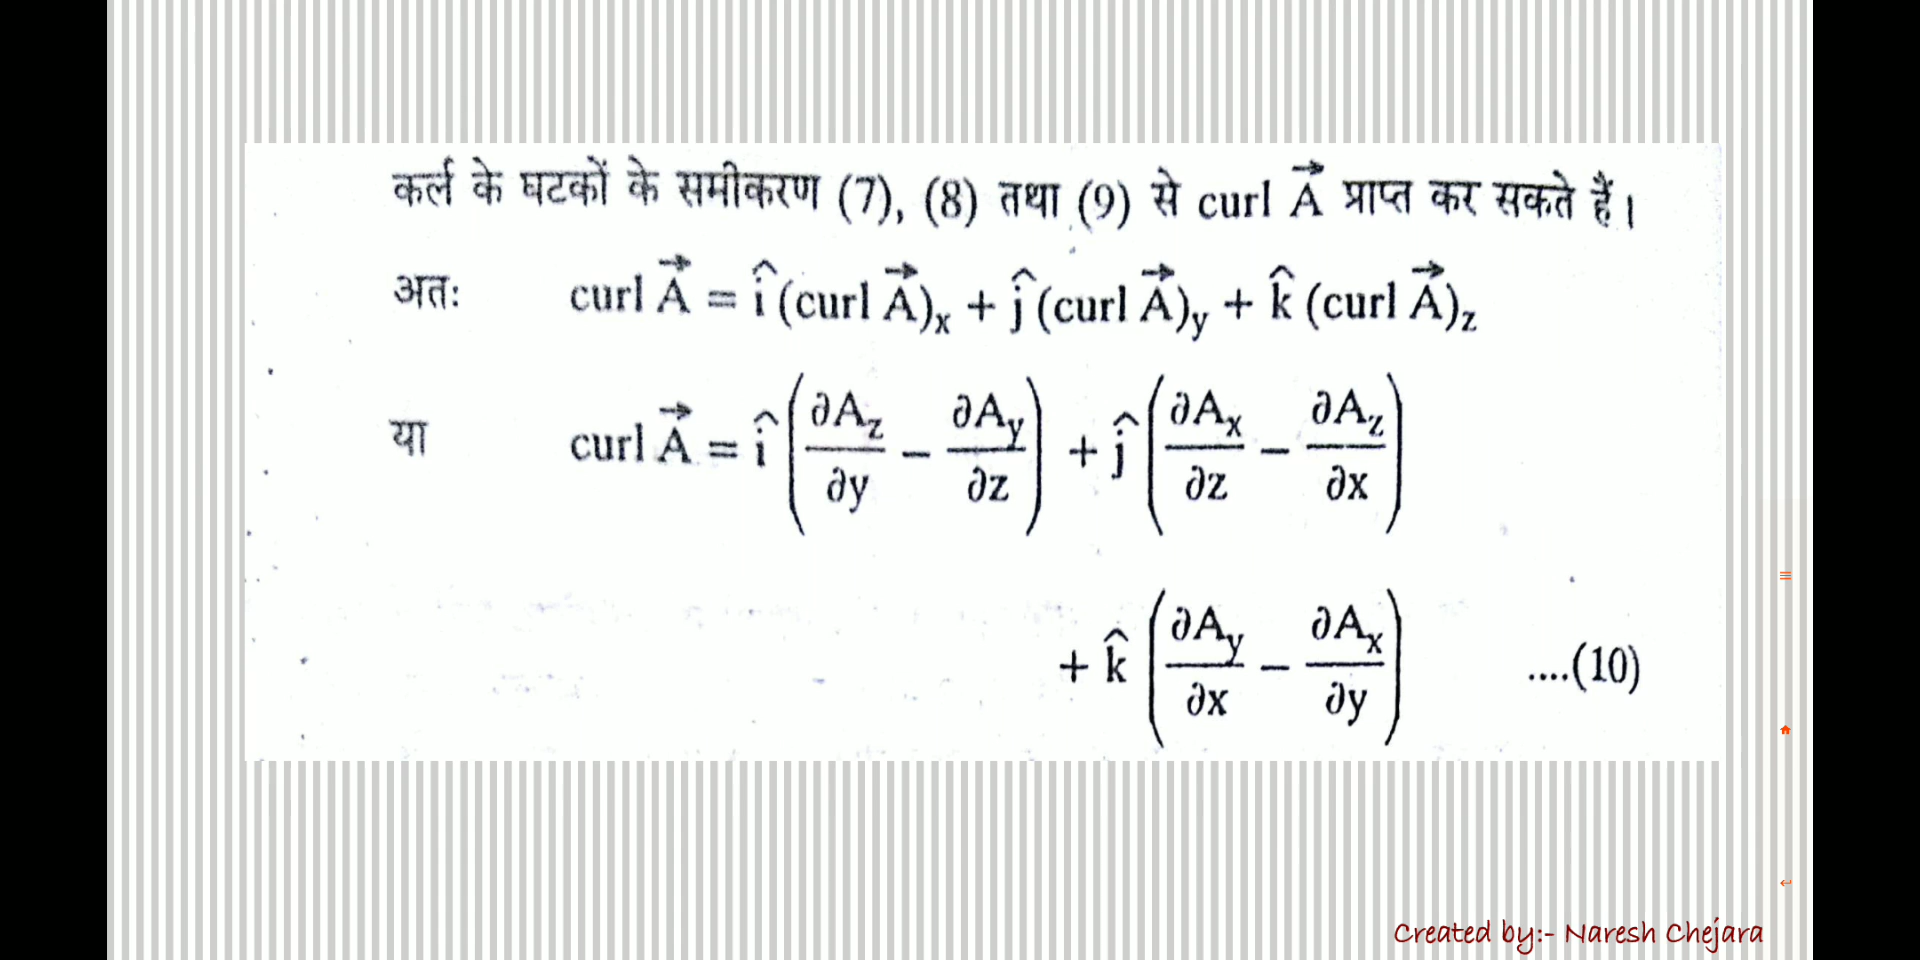 कर्ल के घटकों के समीकरण (7), (8) तथा (9) से curl A⃗ प्राप्त कर सकते हैं।
अतः curl A⃗ = î (curl A⃗)ₓ + ĵ (curl A⃗)_y + k̂ (curl A⃗)_z
या curl A⃗ = î (∂A_z/∂y − ∂A_y/∂z) + ĵ (∂A_x/∂z − ∂A_z/∂x)
+ k̂ (∂A_y/∂x − ∂A_x/∂y) ....(10)
Created by:- Naresh Chejara